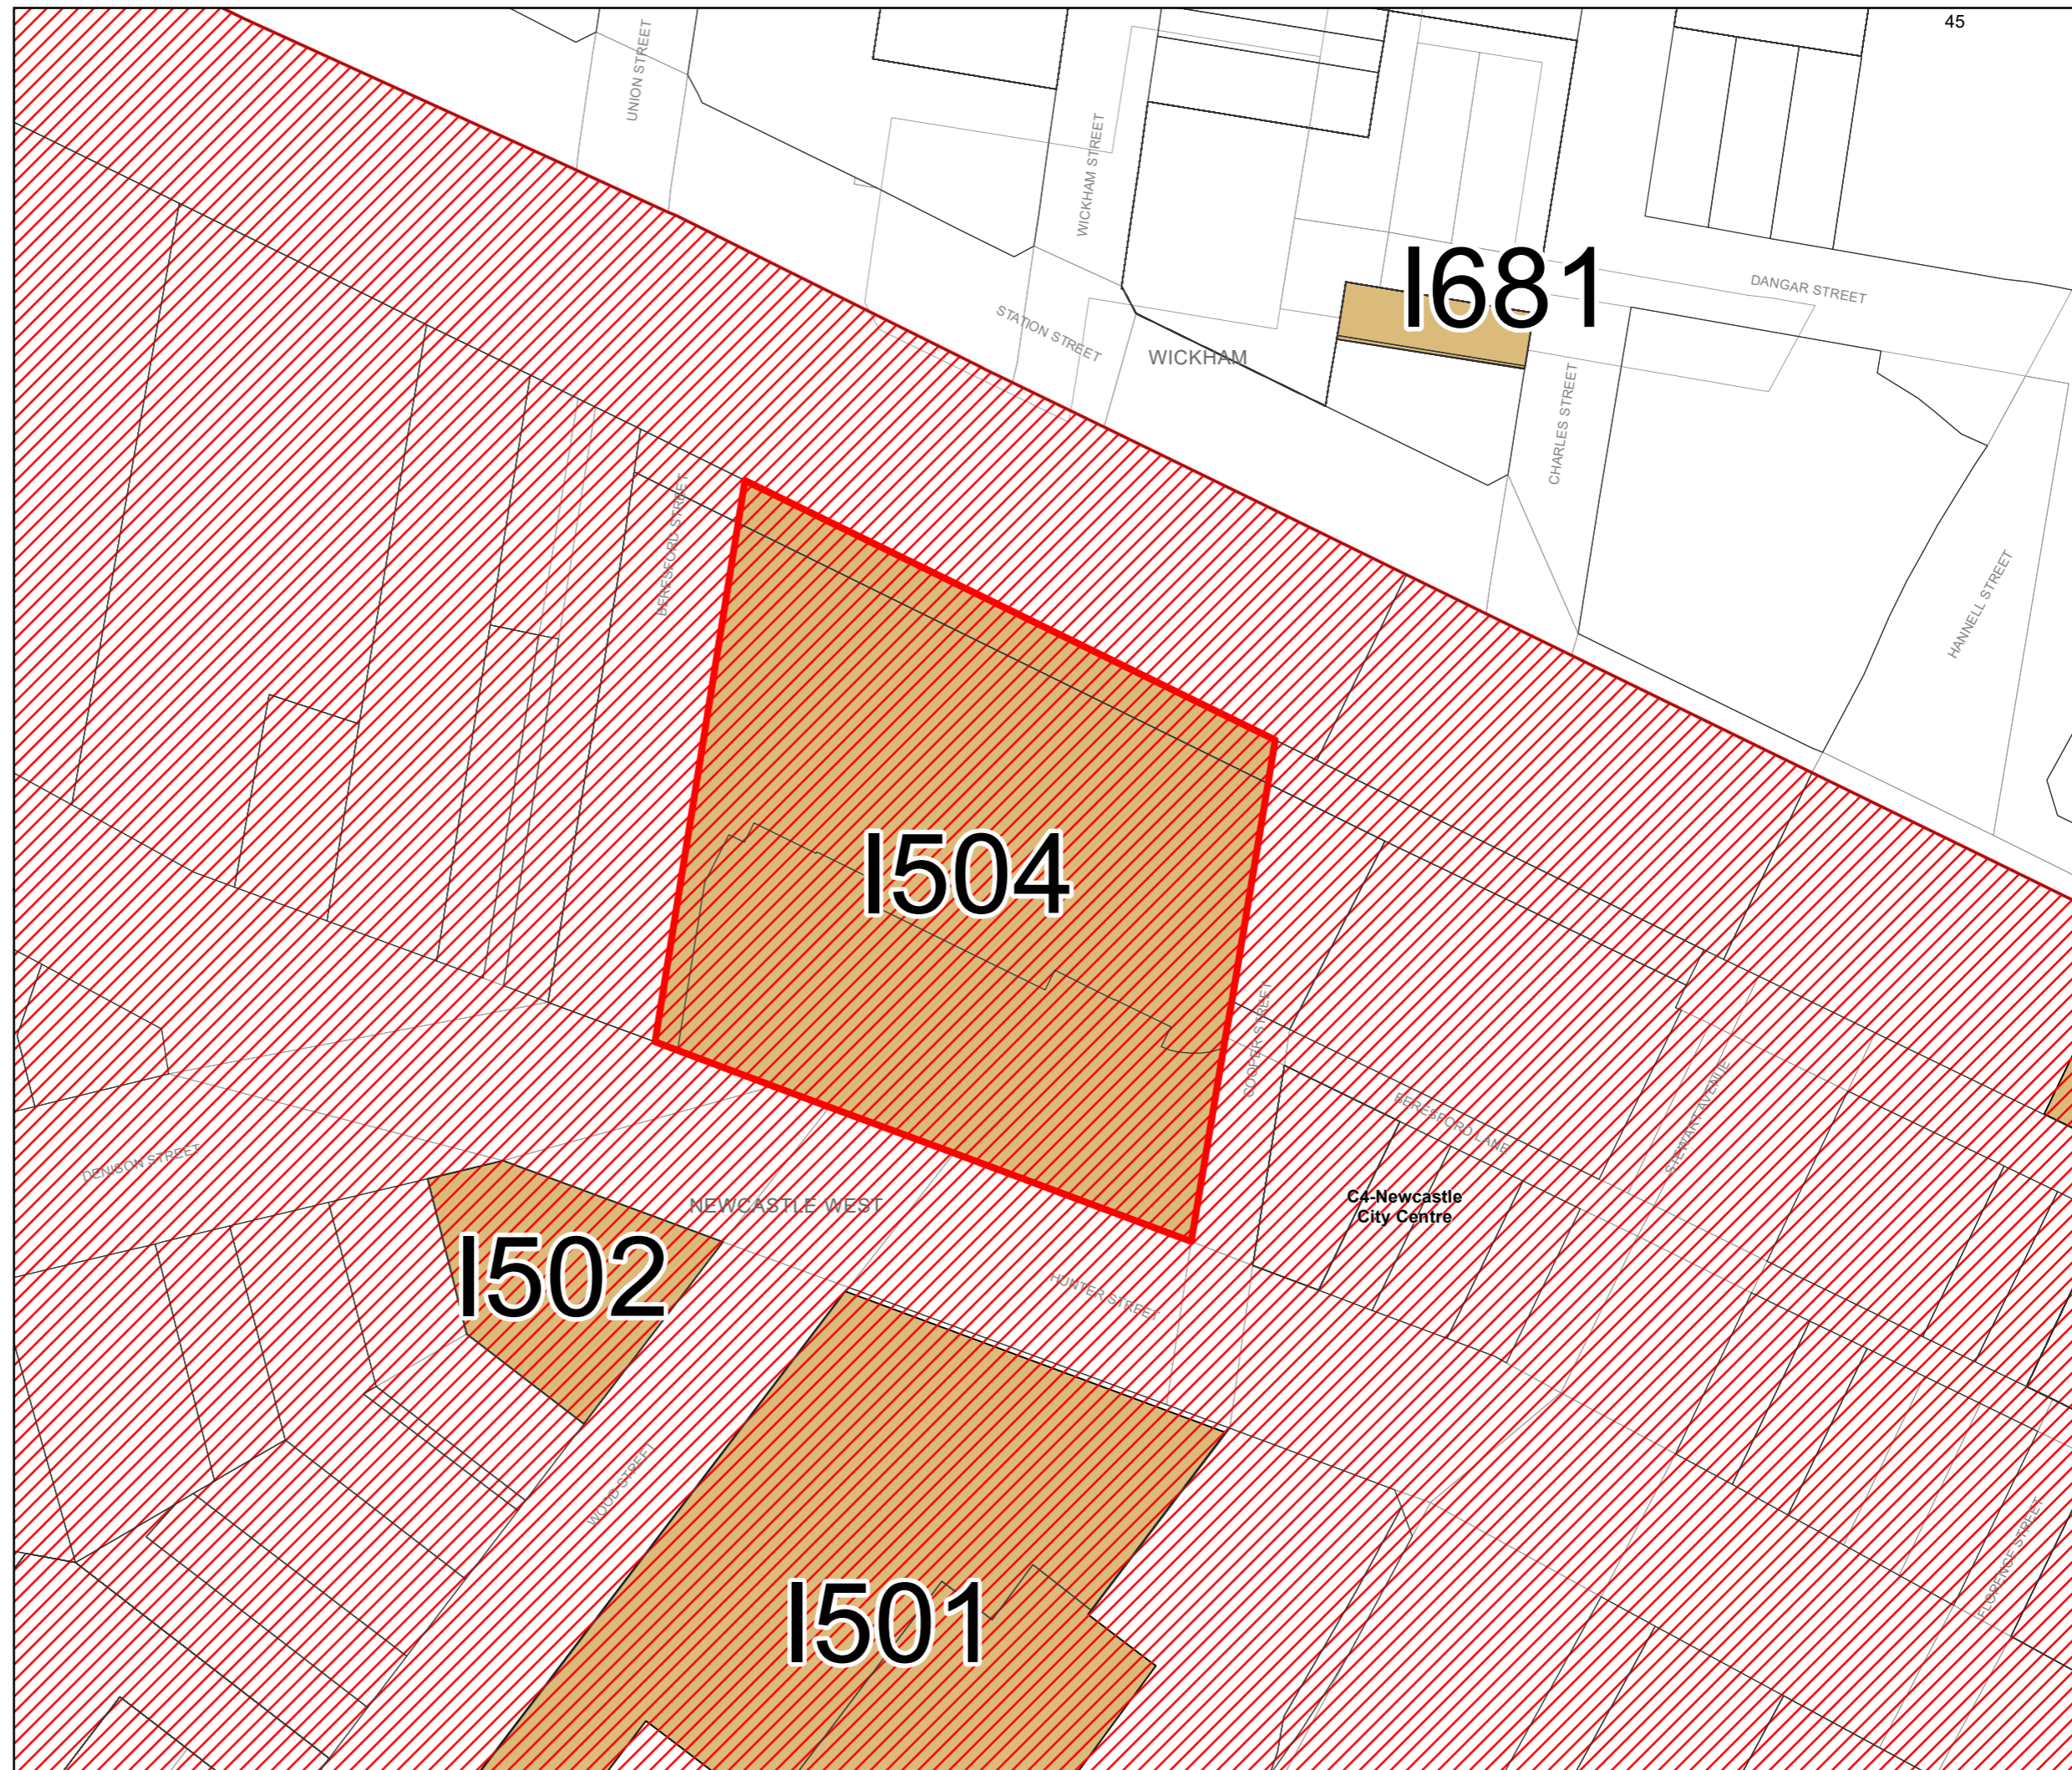 45
UNION STREET
WICKHAM STREET
I681
DANGAR STREET
STATION STREET
WICKHAM
CHARLES STREET
BERESFORD STREET
HANNELL STREET
I504
COOPER STREET
BERESFORD LANE
STEWART AVENUE
DENISON STREET
NEWCASTLE WEST
C4-Newcastle
City Centre
I502
HUNTER STREET
WOOD STREET
FLORENCE STREET
I501